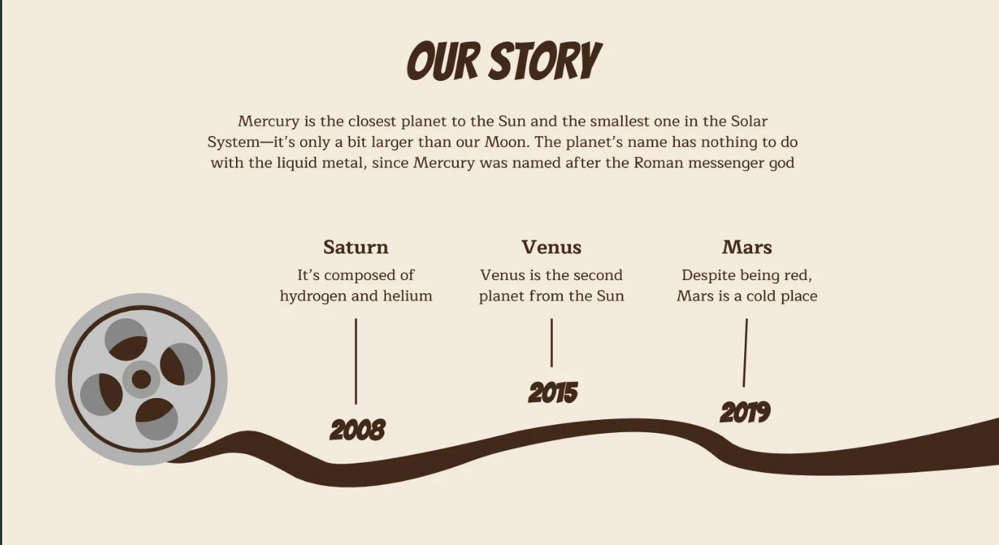 OUR STORY
Mercury is the closest planet to the Sun and the smallest one in the Solar
System—it's only a bit larger than our Moon. The planet's name has nothing to do
with the liquid metal, since Mercury was named after the Roman messenger god
Saturn
It's composed of
hydrogen and helium
2008
Venus
Venus is the second
planet from the Sun
2015
Mars
Despite being red,
Mars is a cold place
2019